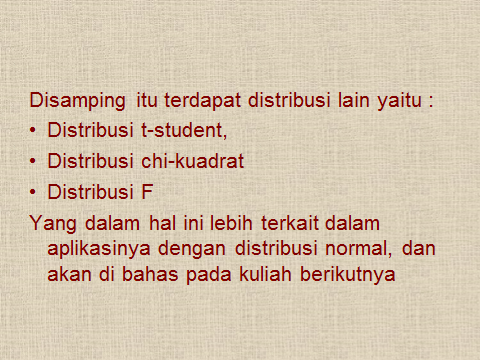 Disamping itu terdapat distribusi lain yaitu :
• Distribusi t-student,
• Distribusi chi-kuadrat
• Distribusi F
Yang dalam hal ini lebih terkait dalam
aplikasinya dengan distribusi normal, dan
akan di bahas pada kuliah berikutnya